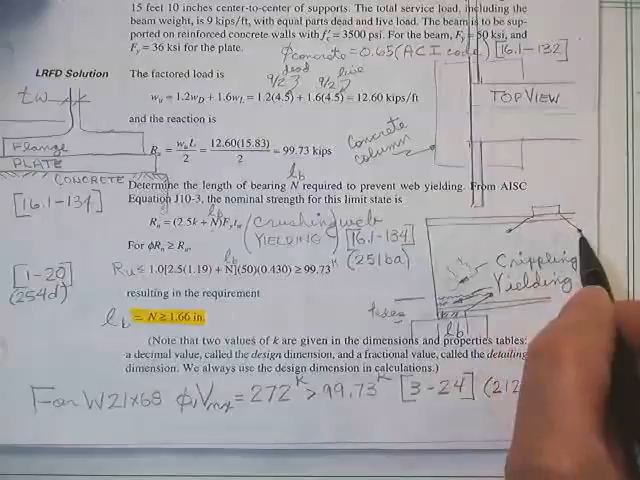 15 feet 10 inches center-to-center of supports. The total service load, including the
beam weight, is 9 kips/ft, with equal parts dead and live load. The beam is to be sup-
ported on reinforced concrete walls with f'c = 3500 psi. For the beam, Fy = 50 ksi, and
Fy = 36 ksi for the plate.
ϕconcrete = 0.65 (ACI code) [16.1-132]
LRFD Solution
The factored load is
dead live
9/2 9/2
tw
wu = 1.2wD + 1.6wL = 1.2(4.5) + 1.6(4.5) = 12.60 kips/ft
TOP VIEW
and the reaction is
Flange
PLATE
CONCRETE
Ru = wuL / 2 = 12.60(15.83) / 2 = 99.73 kips
Concrete
column
lb
Determine the length of bearing N required to prevent web yielding. From AISC
Equation J10-3, the nominal strength for this limit state is
[16.1-134]
lb
Rn = (2.5k + N)Fytw (Crushing web
YIELDING) [16.1-134]
(251ba)
For ϕRn ≥ Ru,
lb
Ru ≤ 1.0[2.5(1.19) + N](50)(0.430) ≥ 99.73 k
[1-20]
(254d)
Crippling
Yielding
resulting in the requirement
lb = N ≥ 1.66 in.
lb
(Note that two values of k are given in the dimensions and properties tables:
a decimal value, called the design dimension, and a fractional value, called the detailing
dimension. We always use the design dimension in calculations.)
For W21x68 ϕvVnx = 272 k > 99.73 k [3-24] (212